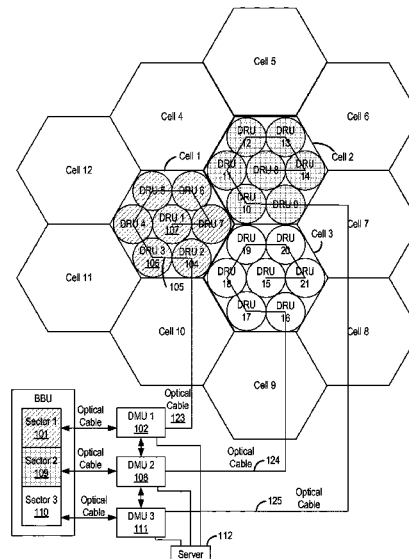 Cell 5
Cell 4
Cell 6
Cell 1
Cell 12
DRU
12
DRU
13
Cell 2
DRU
11
DRU 8
DRU
14
DRU 5
DRU 6
DRU
10
DRU 9
DRU 4
DRU 1
107
DRU 7
Cell 7
DRU 3
106
DRU 2
104
105
Cell 3
DRU
19
DRU
20
DRU
18
DRU
15
DRU
21
DRU
17
DRU
16
Cell 11
Cell 10
Cell 8
Cell 9
BBU
Optical
Cable
123
Optical
Cable
DMU 1
102
Sector 1
101
Optical
Cable
124
Optical
Cable
DMU 2
108
Sector 2
109
Optical
Cable
125
Optical
Cable
DMU 3
111
Sector 3
110
Server
112